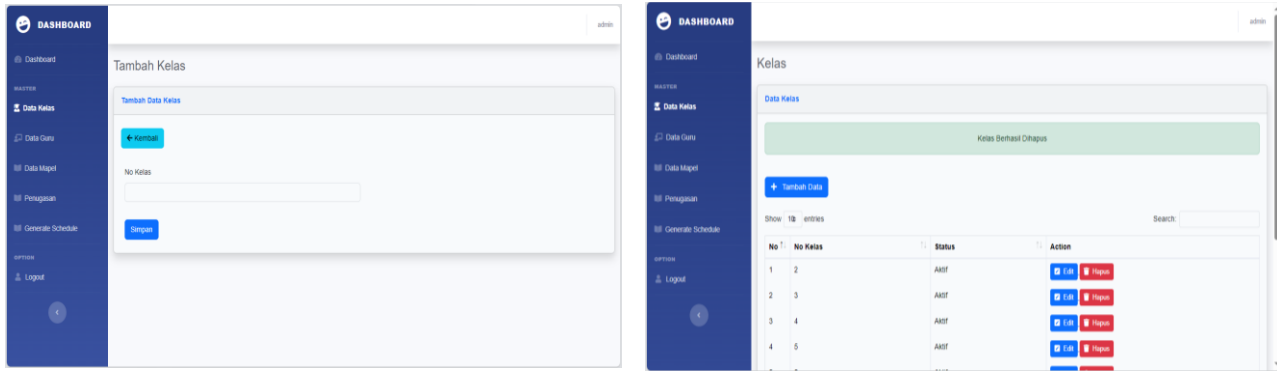 DASHBOARD
admin
Dashboard
Tambah Kelas
MASTER
Data Kelas
Tambah Data Kelas
Data Guru
Kembali
Data Mapel
No Kelas
Penugasan
Generate Schedule
Simpan
OPTION
Logout
DASHBOARD
admin
Dashboard
Kelas
MASTER
Data Kelas
Data Kelas
Data Guru
Kelas Berhasil Dihapus
Data Mapel
+ Tambah Data
Penugasan
Show 10 entries Search:
Generate Schedule
No No Kelas Status Action
OPTION
1 2 Aktif Edit Hapus
Logout
2 3 Aktif Edit Hapus
3 4 Aktif Edit Hapus
4 5 Aktif Edit Hapus